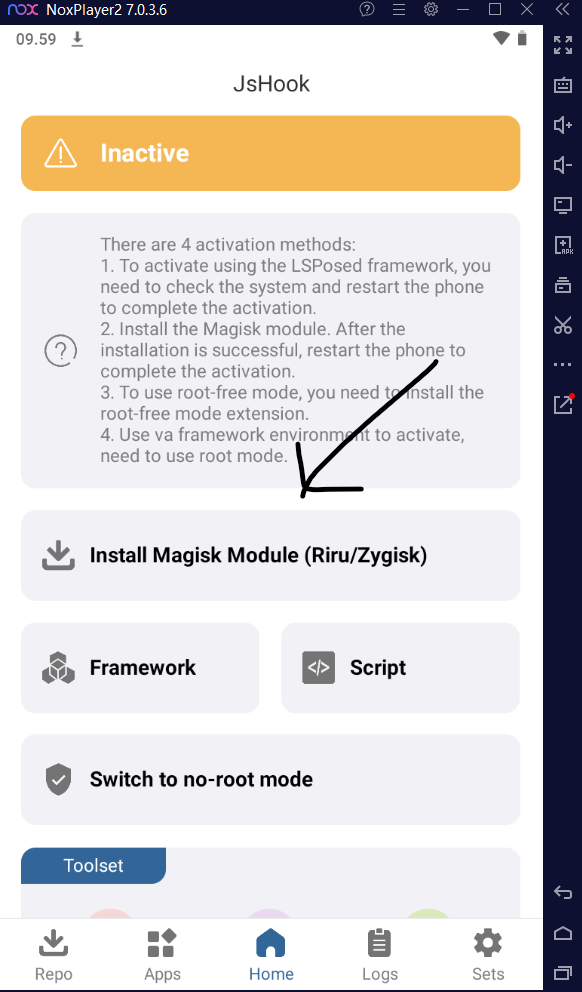 nox NoxPlayer2 7.0.3.6
09.59
JsHook
Inactive
There are 4 activation methods:
1. To activate using the LSPosed framework, you
need to check the system and restart the phone
to complete the activation.
2. Install the Magisk module. After the
installation is successful, restart the phone to
complete the activation.
3. To use root-free mode, you need to install the
root-free mode extension.
4. Use va framework environment to activate,
need to use root mode.
Install Magisk Module (Riru/Zygisk)
Framework
Script
Switch to no-root mode
Toolset
Repo
Apps
Home
Logs
Sets
APK